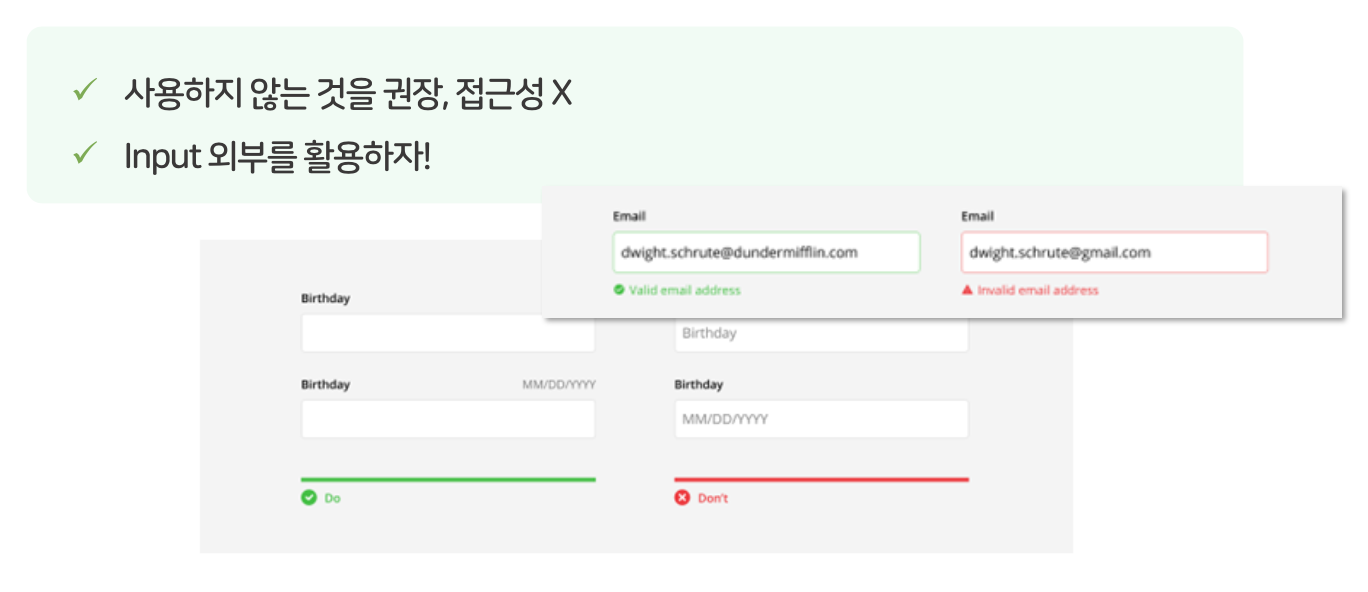 사용하지 않는 것을 권장, 접근성 X
Input 외부를 활용하자!
Email
dwight.schrute@dundermifflin.com
Valid email address
Email
dwight.schrute@gmail.com
Invalid email address
Birthday
Birthday
Birthday MM/DD/YYYY
Birthday
MM/DD/YYYY
Do
Don't